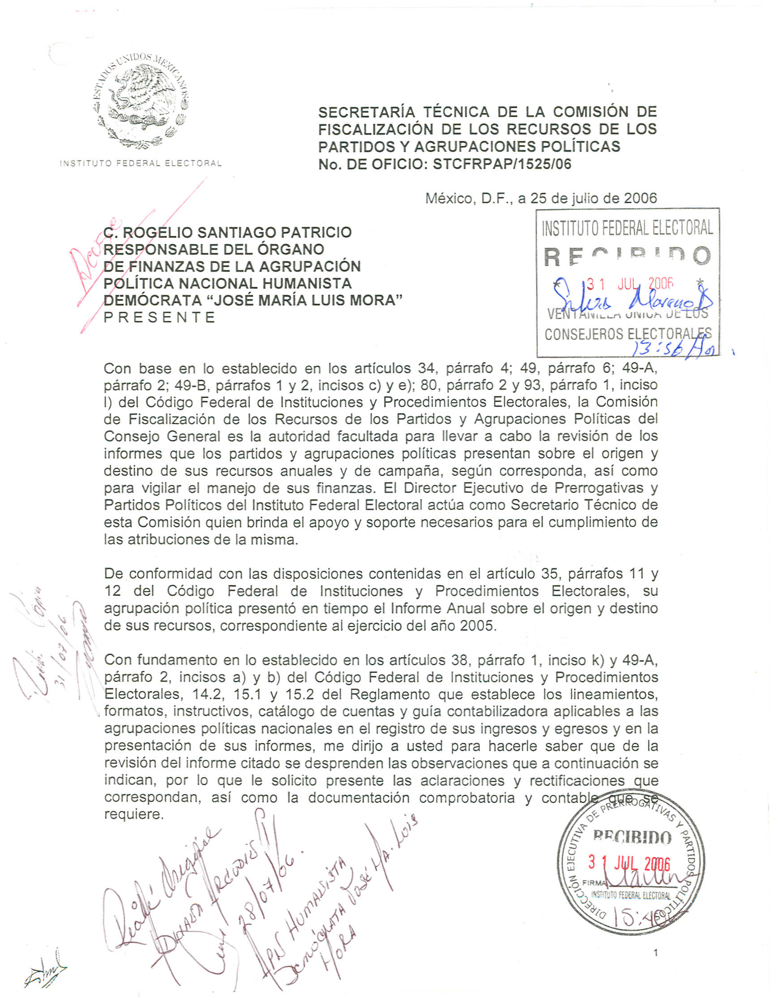 ESTADOS UNIDOS MEXICANOS
INSTITUTO FEDERAL ELECTORAL
SECRETARÍA TÉCNICA DE LA COMISIÓN DE
FISCALIZACIÓN DE LOS RECURSOS DE LOS
PARTIDOS Y AGRUPACIONES POLÍTICAS
No. DE OFICIO: STCFRPAP/1525/06
México, D.F., a 25 de julio de 2006
Acuse
C. ROGELIO SANTIAGO PATRICIO
RESPONSABLE DEL ÓRGANO
DE FINANZAS DE LA AGRUPACIÓN
POLÍTICA NACIONAL HUMANISTA
DEMÓCRATA “JOSÉ MARÍA LUIS MORA”
P R E S E N T E
INSTITUTO FEDERAL ELECTORAL
RECIBIDO
* 31 JUL 2006 *
Moreno
VENTANILLA ÚNICA DE LOS
CONSEJEROS ELECTORALES
13:56
Con base en lo establecido en los artículos 34, párrafo 4; 49, párrafo 6; 49-A,
párrafo 2; 49-B, párrafos 1 y 2, incisos c) y e); 80, párrafo 2 y 93, párrafo 1, inciso
l) del Código Federal de Instituciones y Procedimientos Electorales, la Comisión
de Fiscalización de los Recursos de los Partidos y Agrupaciones Políticas del
Consejo General es la autoridad facultada para llevar a cabo la revisión de los
informes que los partidos y agrupaciones políticas presentan sobre el origen y
destino de sus recursos anuales y de campaña, según corresponda, así como
para vigilar el manejo de sus finanzas. El Director Ejecutivo de Prerrogativas y
Partidos Políticos del Instituto Federal Electoral actúa como Secretario Técnico de
esta Comisión quien brinda el apoyo y soporte necesarios para el cumplimiento de
las atribuciones de la misma.
De conformidad con las disposiciones contenidas en el artículo 35, párrafos 11 y
12 del Código Federal de Instituciones y Procedimientos Electorales, su
agrupación política presentó en tiempo el Informe Anual sobre el origen y destino
de sus recursos, correspondiente al ejercicio del año 2005.
Con fundamento en lo establecido en los artículos 38, párrafo 1, inciso k) y 49-A,
párrafo 2, incisos a) y b) del Código Federal de Instituciones y Procedimientos
Electorales, 14.2, 15.1 y 15.2 del Reglamento que establece los lineamientos,
formatos, instructivos, catálogo de cuentas y guía contabilizadora aplicables a las
agrupaciones políticas nacionales en el registro de sus ingresos y egresos y en la
presentación de sus informes, me dirijo a usted para hacerle saber que de la
revisión del informe citado se desprenden las observaciones que a continuación se
indican, por lo que le solicito presente las aclaraciones y rectificaciones que
correspondan, así como la documentación comprobatoria y contable que se
requiere.
Recibí Copia
31/07/06
Recibí Original
28/07/06.
APN HUMANISTA
DEMÓCRATA JOSÉ MA. LUIS
MORA
DIRECCIÓN EJECUTIVA DE PRERROGATIVAS Y PARTIDOS POLÍTICOS
RECIBIDO
31 JUL 2006
FIRMA
INSTITUTO FEDERAL ELECTORAL
15:40
1